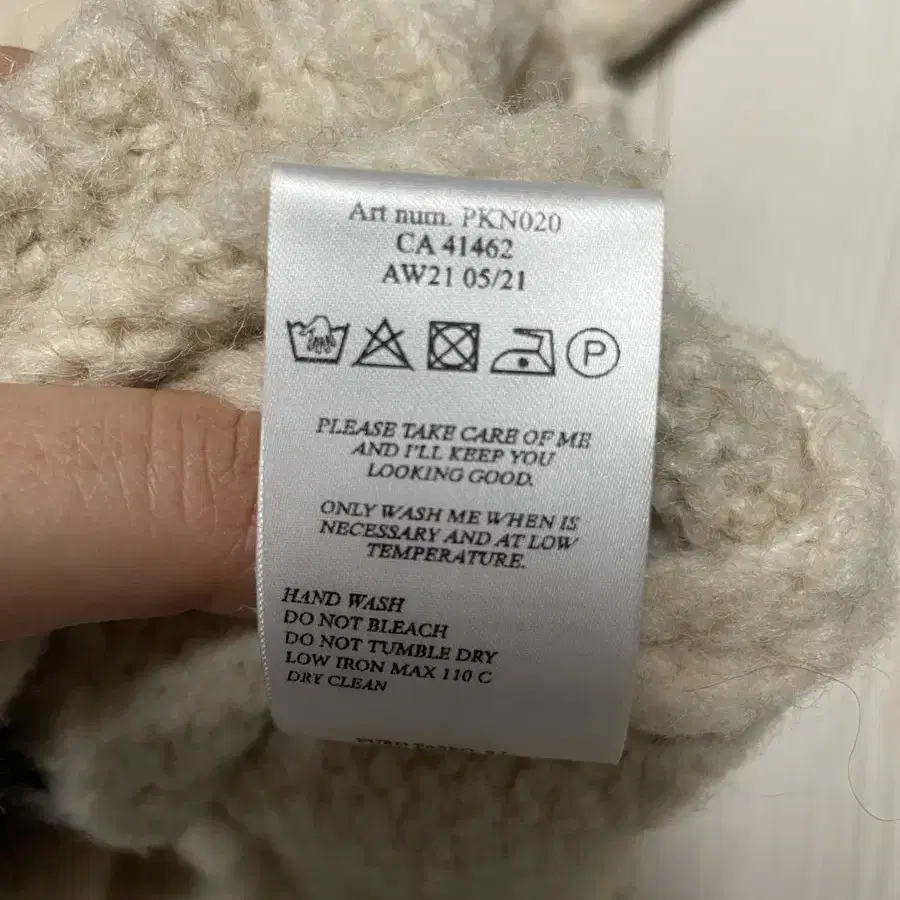 Art num. PKN020
CA 41462
AW21 05/21
P
PLEASE TAKE CARE OF ME
AND I'LL KEEP YOU
LOOKING GOOD.
ONLY WASH ME WHEN IS
NECESSARY AND AT LOW
TEMPERATURE.
HAND WASH
DO NOT BLEACH
DO NOT TUMBLE DRY
LOW IRON MAX 110 C
DRY CLEAN